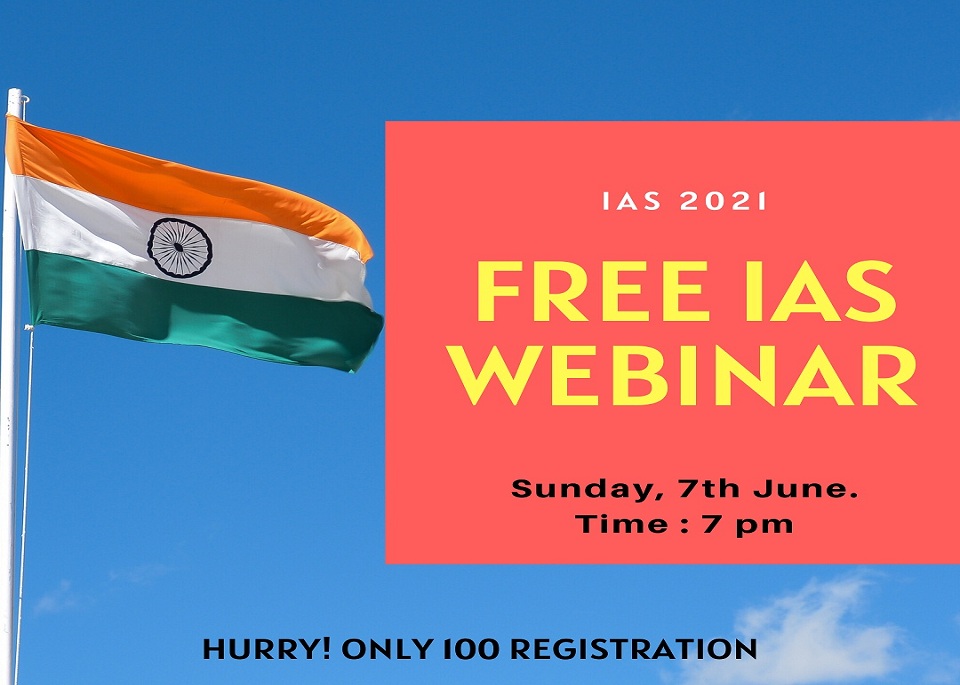 IAS 2021
FREE IAS
WEBINAR
Sunday, 7th June.
Time : 7 pm
HURRY! ONLY 100 REGISTRATION